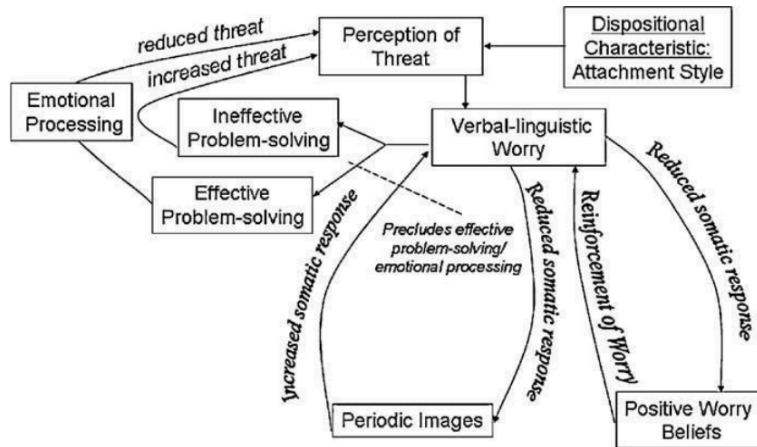 reduced threat
increased threat
Perception of
Threat
Dispositional
Characteristic:
Attachment Style
Emotional
Processing
Ineffective
Problem-solving
Verbal-linguistic
Worry
Effective
Problem-solving
Precludes effective
problem-solving/
emotional processing
Increased somatic response
Reduced somatic response
Reinforcement of Worry
Reduced somatic response
Periodic Images
Positive Worry
Beliefs